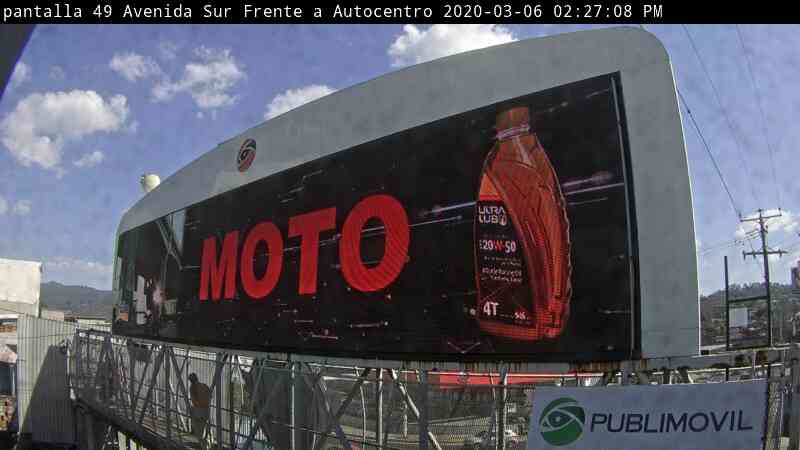 pantalla 49 Avenida Sur Frente a Autocentro 2020-03-06 02:27:08 PM
MOTO
ULTRA
LUB
20W-50
4T
PUBLIMOVIL